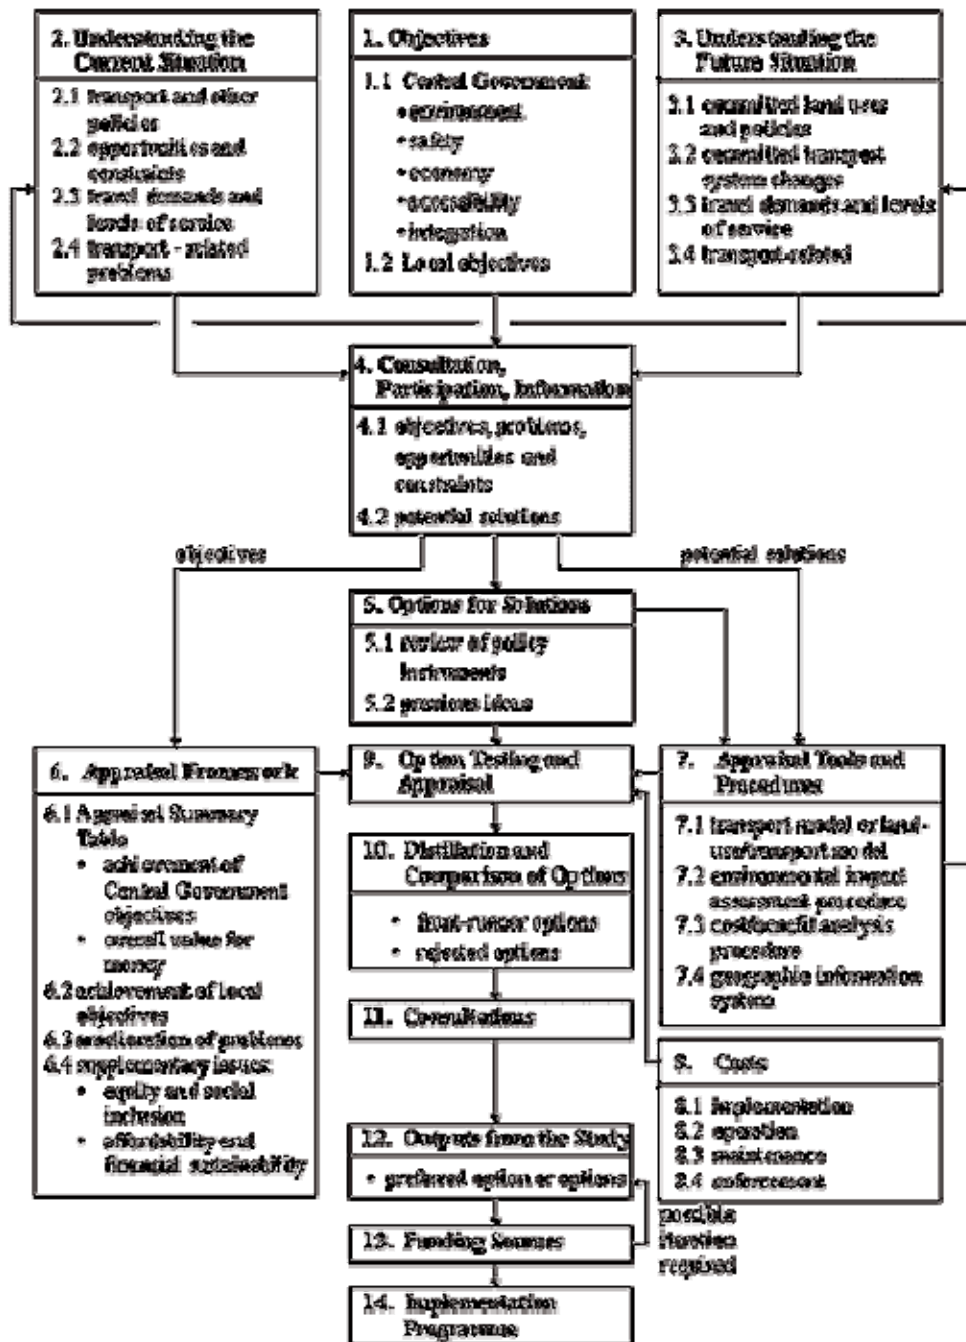 2. Understanding the
Current Situation
2.1 transport and other
policies
2.2 opportunities and
constraints
2.3 travel demands and
levels of service
2.4 transport - related
problems
1. Objectives
1.1 Central Government
• environment
• safety
• economy
• accessibility
• integration
1.2 Local objectives
3. Understanding the
Future Situation
3.1 committed land uses
and policies
3.2 committed transport
system changes
3.3 travel demands and levels
of service
3.4 transport-related
4. Consultation,
Participation, Information
4.1 objectives, problems,
opportunities and
constraints
4.2 potential solutions
objectives
potential solutions
5. Options for Solutions
5.1 review of policy
instruments
5.2 previous ideas
6. Appraisal Framework
6.1 Appraisal Summary
Table
• achievement of
Central Government
objectives
• overall value for
money
6.2 achievement of local
objectives
6.3 amelioration of problems
6.4 supplementary issues:
• equity and social
inclusion
• affordability and
financial sustainability
9. Option Testing and
Appraisal
10. Distillation and
Comparison of Options
• front-runner options
• rejected options
11. Consultations
12. Outputs from the Study
• preferred option or options
13. Funding Sources
14. Implementation
Programme
7. Appraisal Tools and
Procedures
7.1 transport model or land-
use/transport model
7.2 environmental impact
assessment procedure
7.3 cost/benefit analysis
procedure
7.4 geographic information
system
8. Costs
8.1 implementation
8.2 operation
8.3 maintenance
8.4 enforcement
possible
iteration
required